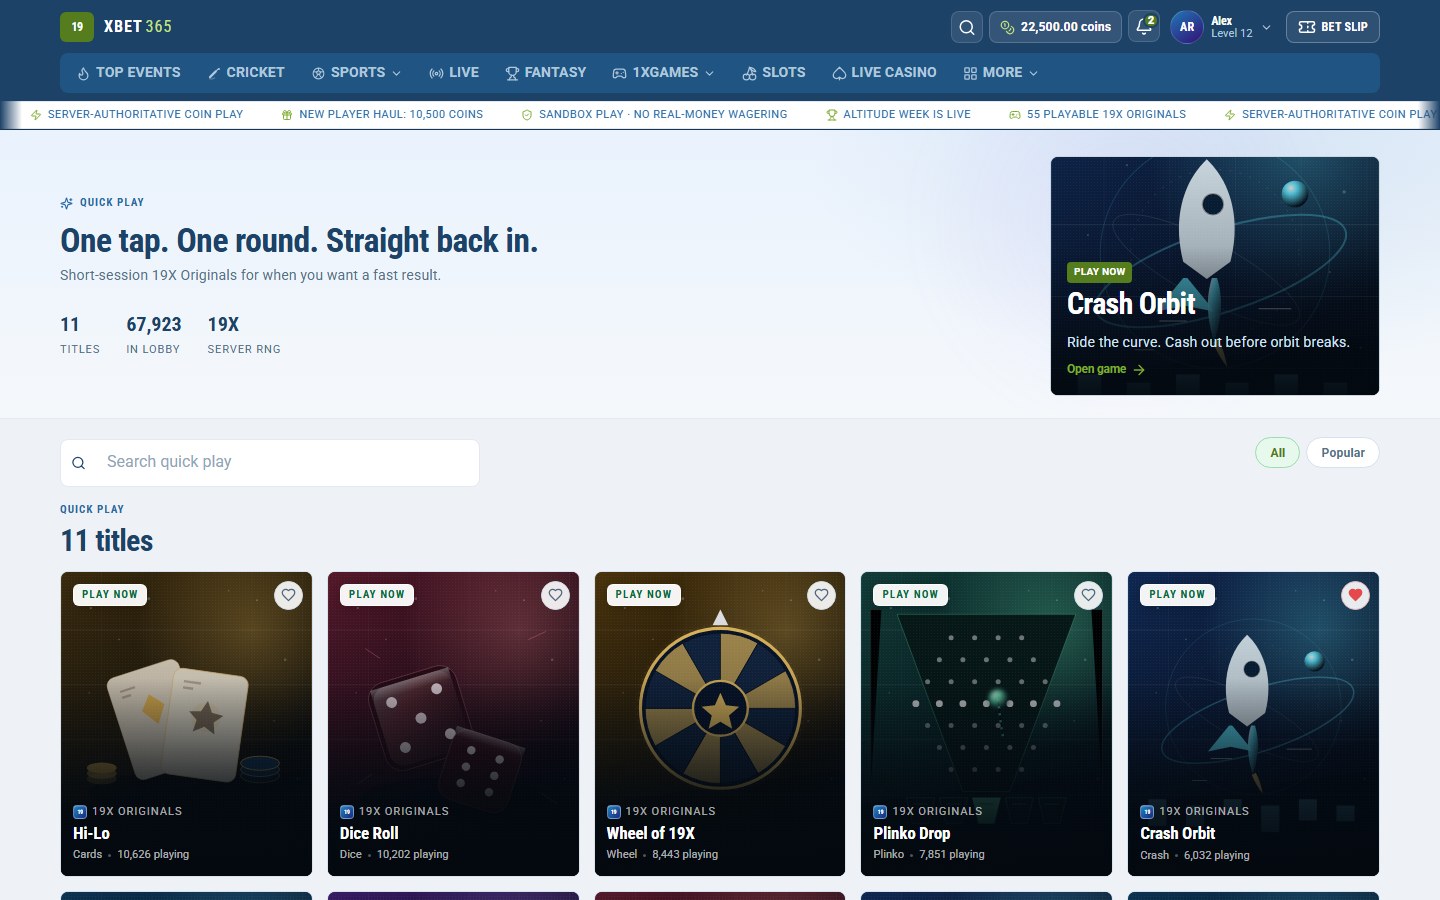 19 XBET365
22,500.00 coins
2
AR
Alex
Level 12
BET SLIP
TOP EVENTS CRICKET SPORTS LIVE FANTASY 1XGAMES SLOTS LIVE CASINO MORE
SERVER-AUTHORITATIVE COIN PLAY NEW PLAYER HAUL: 10,500 COINS SANDBOX PLAY · NO REAL-MONEY WAGERING ALTITUDE WEEK IS LIVE 55 PLAYABLE 19X ORIGINALS SERVER-AUTHORITATIVE COIN PLAY
QUICK PLAY
One tap. One round. Straight back in.
Short-session 19X Originals for when you want a fast result.
11 67,923 19X
TITLES IN LOBBY SERVER RNG
PLAY NOW
Crash Orbit
Ride the curve. Cash out before orbit breaks.
Open game
Search quick play
All Popular
QUICK PLAY
11 titles
PLAY NOW
19 19X ORIGINALS
Hi-Lo
Cards • 10,626 playing
PLAY NOW
19 19X ORIGINALS
Dice Roll
Dice • 10,202 playing
PLAY NOW
19 19X ORIGINALS
Wheel of 19X
Wheel • 8,443 playing
PLAY NOW
19 19X ORIGINALS
Plinko Drop
Plinko • 7,851 playing
PLAY NOW
19 19X ORIGINALS
Crash Orbit
Crash • 6,032 playing